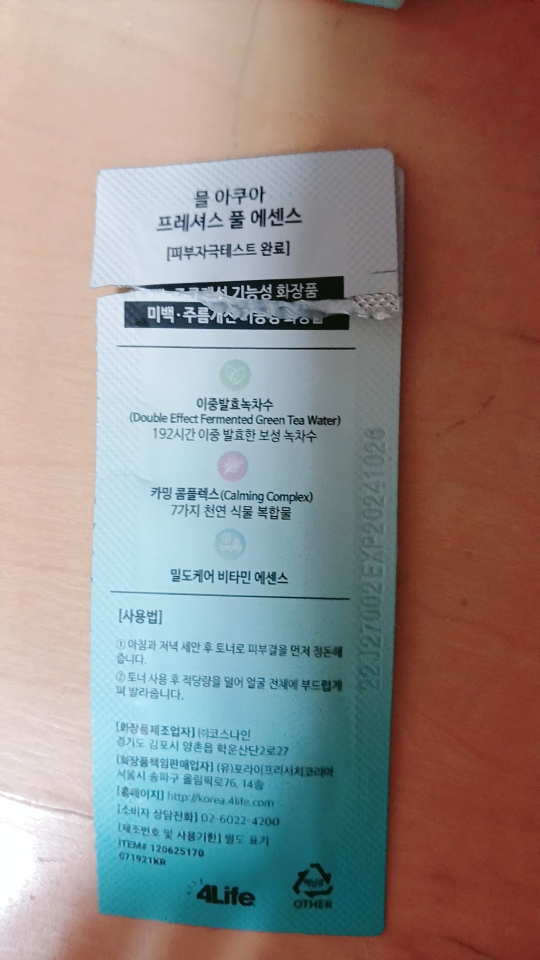 믈 아쿠아
프레셔스 풀 에센스
[피부자극테스트 완료]
기능성 화장품
미백·주름개선 기능성 화장품
이중발효녹차수
(Double Effect Fermented Green Tea Water)
192시간 이중 발효한 보성 녹차수
카밍 콤플렉스(Calming Complex)
7가지 천연 식물 복합물
밀도케어 비타민 에센스
[사용법]
① 아침과 저녁 세안 후 토너로 피부결을 먼저 정돈해
줍니다.
② 토너 사용 후 적당량을 덜어 얼굴 전체에 부드럽게
펴 발라줍니다.
[화장품제조업자] ㈜코스나인
경기도 김포시 양촌읍 학운산단2로27
[화장품책임판매업자] (유)포라이프리서치코리아
서울시 송파구 올림픽로76, 14층
[홈페이지] http://korea.4life.com
[소비자 상담전화] 02-6022-4200
[제조번호 및 사용기한] 별도 표기
ITEM# 120625170
071921KR
4Life
OTHER
22J27002EXP20241026